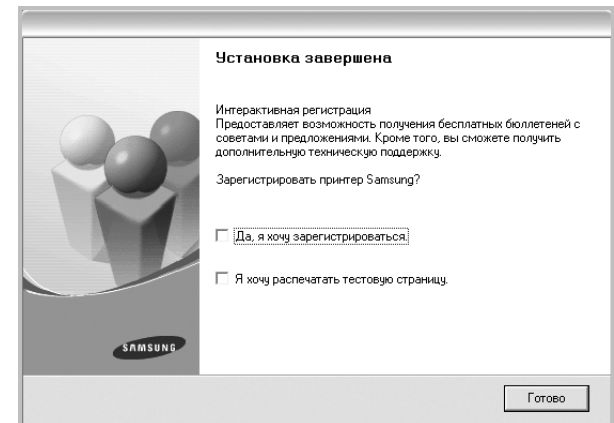 Установка завершена
Интерактивная регистрация
Предоставляет возможность получения бесплатных бюллетеней с
советами и предложениями. Кроме того, вы сможете получить
дополнительную техническую поддержку.
Зарегистрировать принтер Samsung?
Да, я хочу зарегистрироваться.
Я хочу распечатать тестовую страницу.
SAMSUNG
Готово